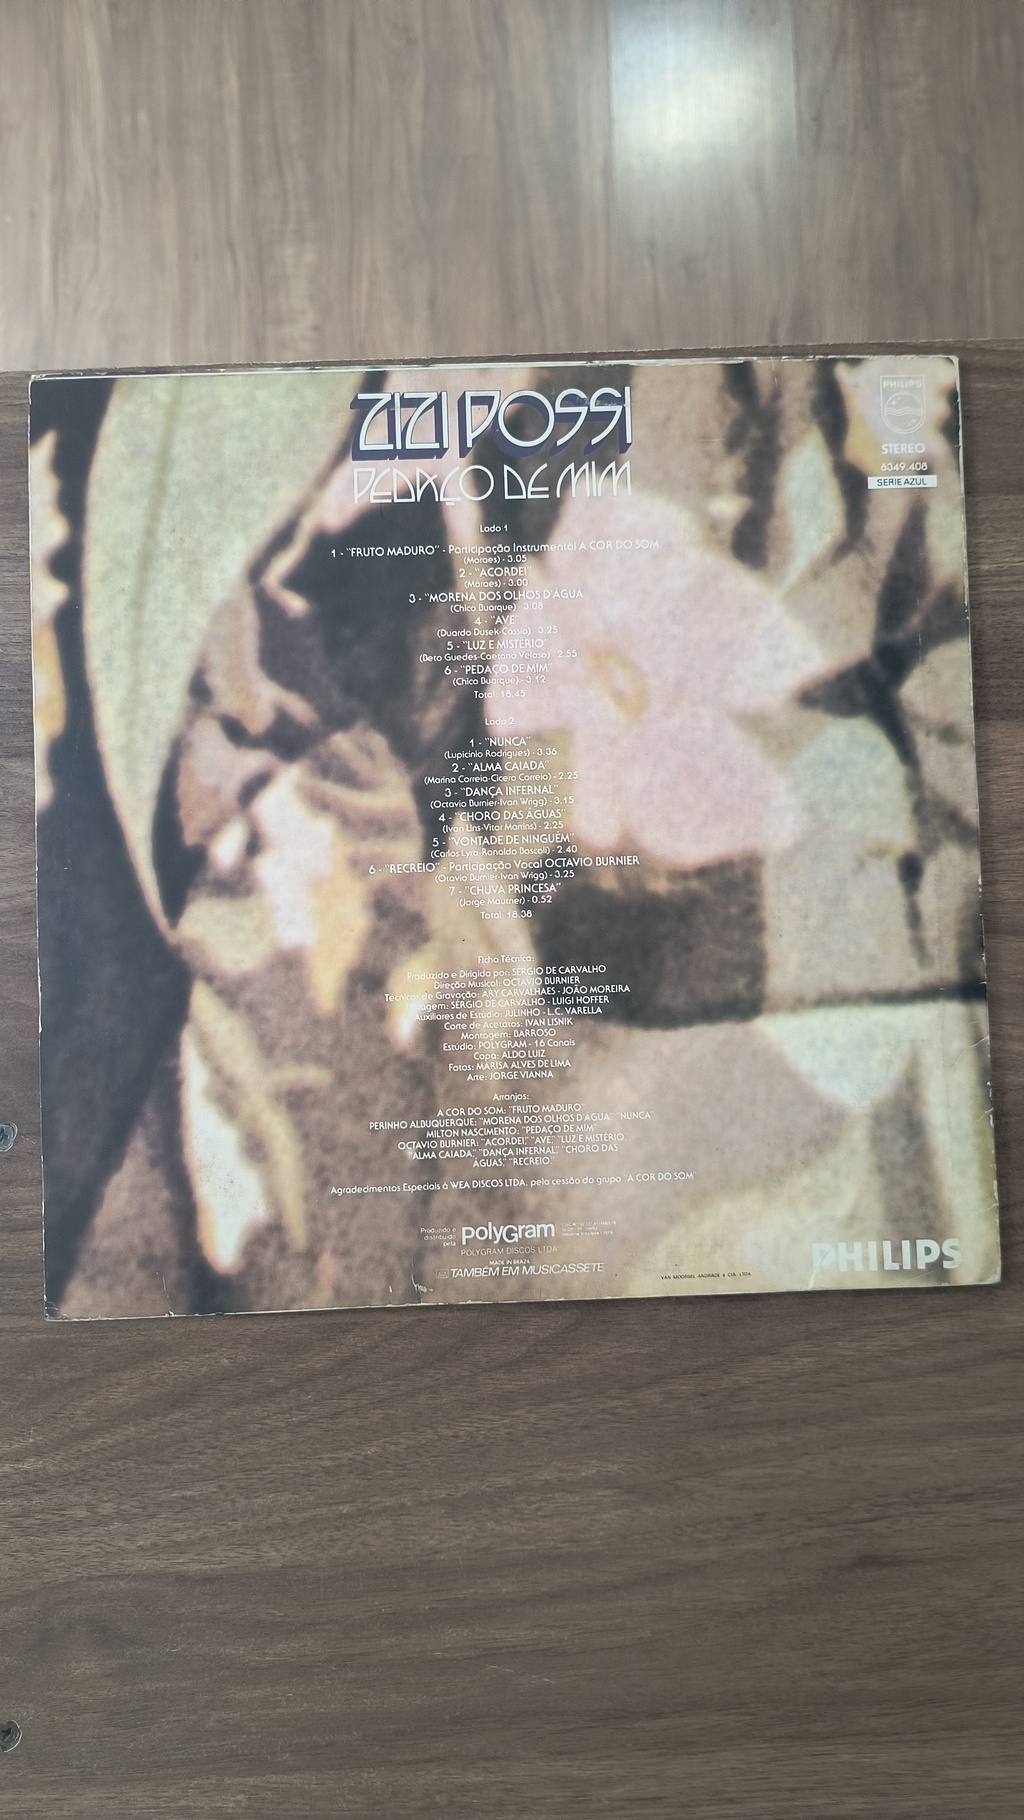 ZIZI POSSI
PEDAÇO DE MIM
PHILIPS
STEREO
6349.408
SERIE AZUL
Lado 1
1 - "FRUTO MADURO" - Participação Instrumental A COR DO SOM
(Moraes) - 3.05
2 - "ACORDEI"
(Moraes) - 3.00
3 - "MORENA DOS OLHOS D'ÁGUA
(Chico Buarque) - 3.08
4 - "AVE"
(Duardo Dusek-Cassio) - 3.25
5 - "LUZ E MISTÉRIO"
(Beto Guedes-Caetano Veloso) - 2.55
6 - "PEDAÇO DE MIM"
(Chico Buarque) - 3.12
Total: 18.45
Lado 2
1 - "NUNCA"
(Lupicínio Rodrigues) - 3.36
2 - "ALMA CAIADA"
(Marina Correia-Cicero Correio) - 2.25
3 - "DANÇA INFERNAL"
(Octavio Burnier-Ivan Wrigg) - 3.15
4 - "CHORO DAS ÁGUAS"
(Ivan Lins-Vitor Martins) - 2.25
5 - "VONTADE DE NINGUÉM"
(Carlos Lyra-Ronaldo Boscoli) - 2.40
6 - "RECREIO" - Participação Vocal OCTAVIO BURNIER
(Otavio Burnier-Ivan Wrigg) - 3.25
7 - "CHUVA PRINCESA"
(Jorge Mautner) - 0.52
Total: 18.38
Ficha Técnica:
Produzido e Dirigido por: SERGIO DE CARVALHO
Direção Musical: OCTAVIO BURNIER
Técnicos de Gravação: ARY CARVALHAES - JOÃO MOREIRA
SÉRGIO DE CARVALHO - LUIGI HOFFER
Auxiliares de Estúdio: JULINHO - L.C. VARELLA
Corte de Acetatos: IVAN LISNIK
Montagem: BARROSO
Estúdio: POLYGRAM - 16 Canais
Capa: ALDO LUIZ
Fotos: MARISA ALVES DE LIMA
Arte: JORGE VIANNA
Arranjos:
A COR DO SOM: "FRUTO MADURO"
PERINHO ALBUQUERQUE: "MORENA DOS OLHOS D'ÁGUA," "NUNCA"
MILTON NASCIMENTO: "PEDAÇO DE MIM"
OCTAVIO BURNIER: "ACORDEI," "AVE," "LUZ E MISTÉRIO,
"ALMA CAIADA," "DANÇA INFERNAL," "CHORO DAS
ÁGUAS," "RECREIO."
Agradecimentos Especiais à WEA DISCOS LTDA. pela cessão do grupo "A COR DO SOM"
Produzido e
distribuído
pela
polyGram
POLYGRAM DISCOS LTDA
MADE IN BRAZIL
TAMBÉM EM MUSICASSETE
VAN MOORSEL ANDRADE & CIA. LTDA.
PHILIPS